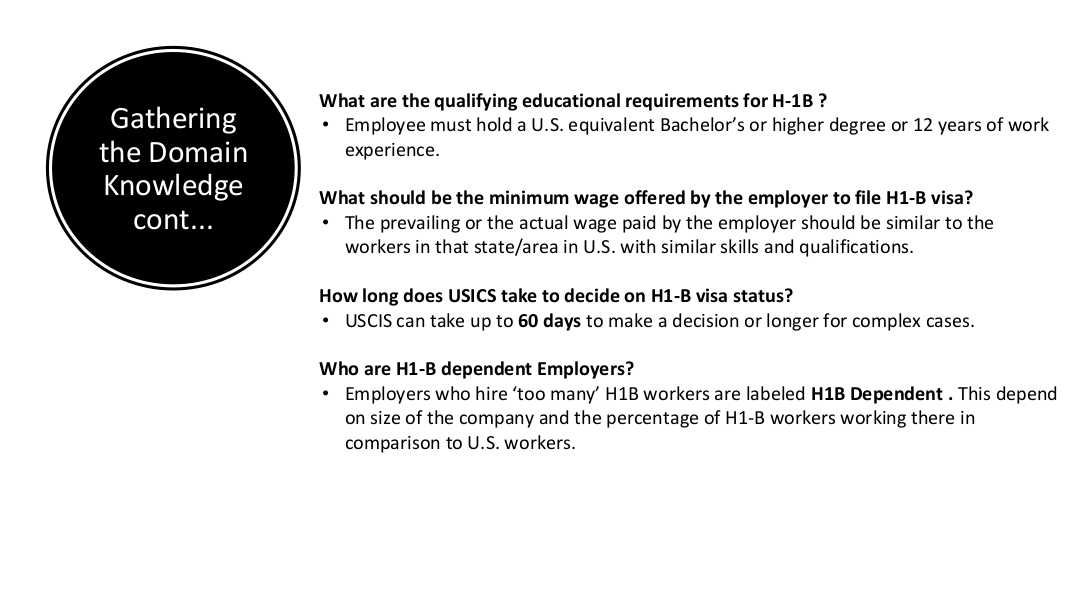 Gathering
the Domain
Knowledge
cont...
What are the qualifying educational requirements for H-1B ?
• Employee must hold a U.S. equivalent Bachelor’s or higher degree or 12 years of work
experience.
What should be the minimum wage offered by the employer to file H1-B visa?
• The prevailing or the actual wage paid by the employer should be similar to the
workers in that state/area in U.S. with similar skills and qualifications.
How long does USICS take to decide on H1-B visa status?
• USCIS can take up to 60 days to make a decision or longer for complex cases.
Who are H1-B dependent Employers?
• Employers who hire ‘too many’ H1B workers are labeled H1B Dependent . This depend
on size of the company and the percentage of H1-B workers working there in
comparison to U.S. workers.